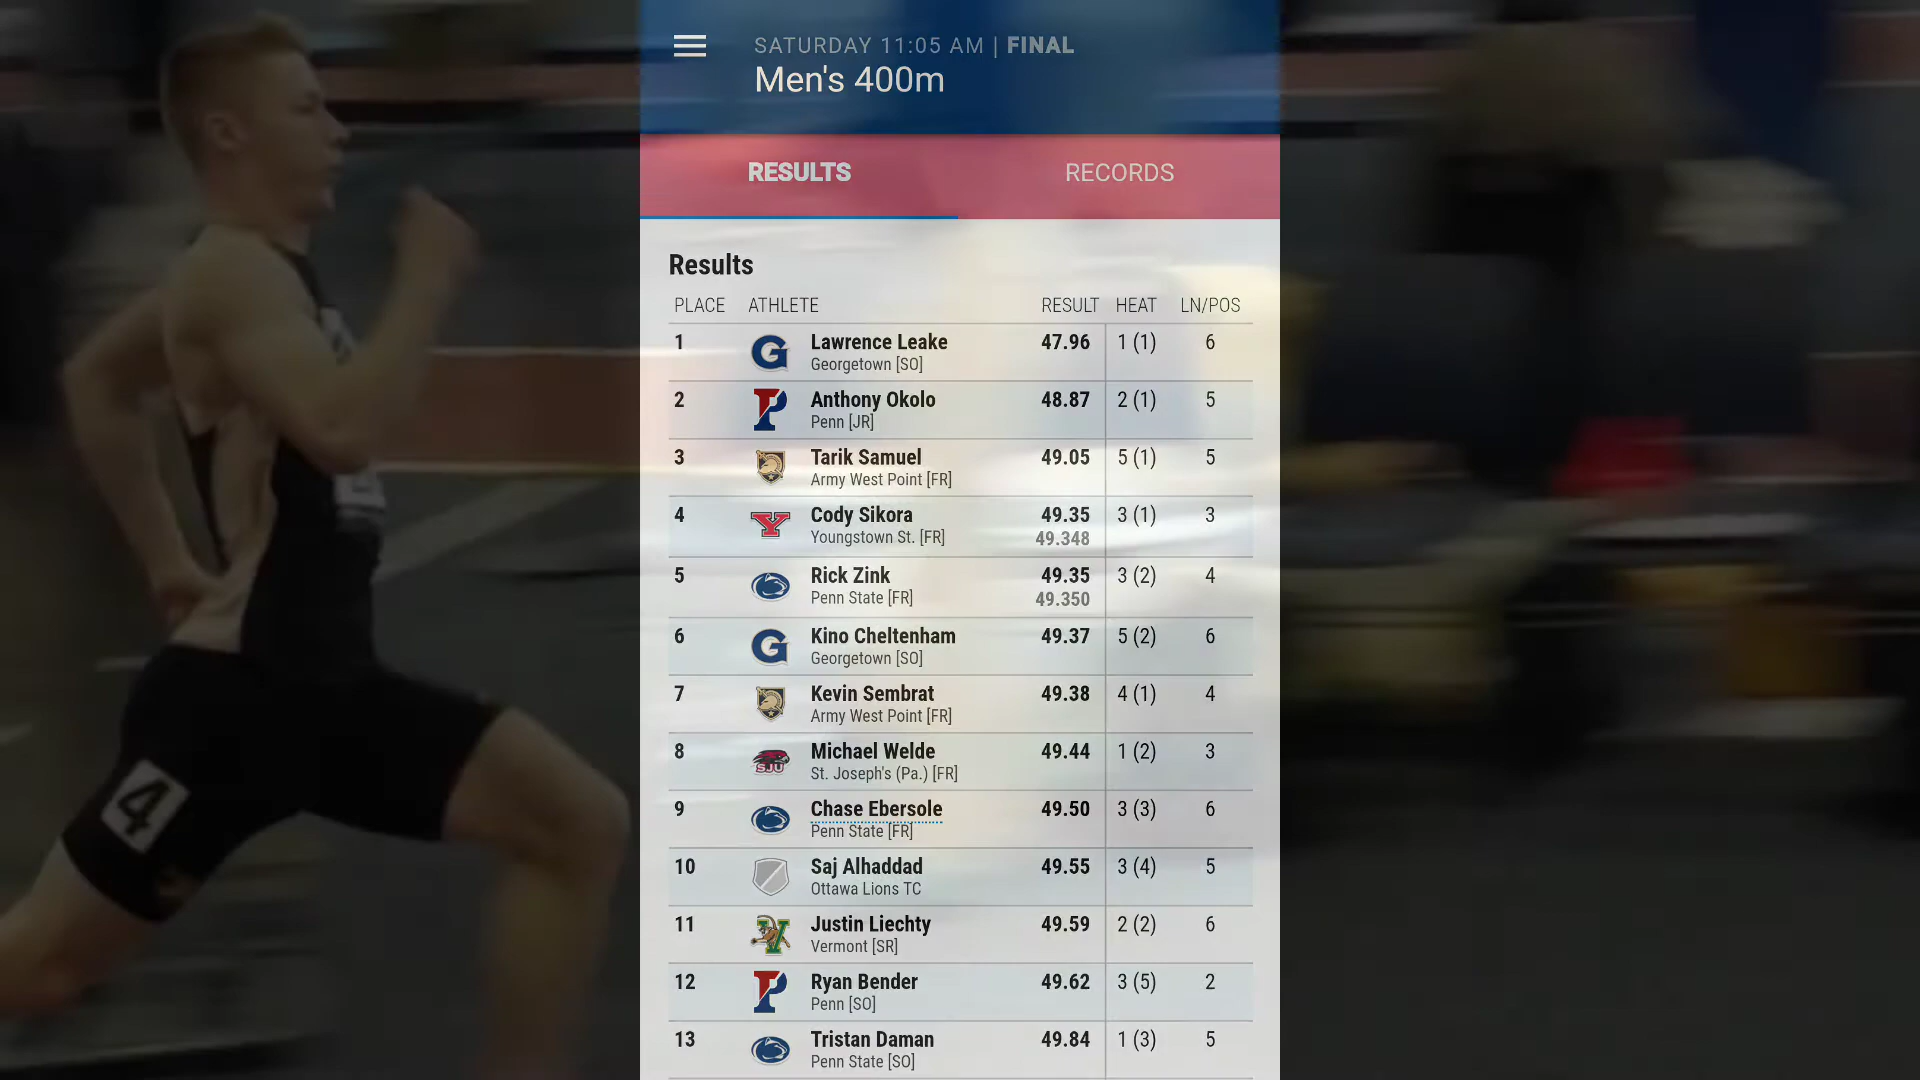 SATURDAY 11:05 AM | FINAL
Men's 400m
RESULTS RECORDS
Results
PLACE ATHLETE RESULT HEAT LN/POS
1 G Lawrence Leake 47.96 1 (1) 6
Georgetown [SO]
2 P Anthony Okolo 48.87 2 (1) 5
Penn [JR]
3 Tarik Samuel 49.05 5 (1) 5
Army West Point [FR]
4 Y Cody Sikora 49.35 3 (1) 3
Youngstown St. [FR] 49.348
5 Rick Zink 49.35 3 (2) 4
Penn State [FR] 49.350
6 G Kino Cheltenham 49.37 5 (2) 6
Georgetown [SO]
7 Kevin Sembrat 49.38 4 (1) 4
Army West Point [FR]
8 SJU Michael Welde 49.44 1 (2) 3
St. Joseph's (Pa.) [FR]
9 Chase Ebersole 49.50 3 (3) 6
Penn State [FR]
10 Saj Alhaddad 49.55 3 (4) 5
Ottawa Lions TC
11 V Justin Liechty 49.59 2 (2) 6
Vermont [SR]
12 P Ryan Bender 49.62 3 (5) 2
Penn [SO]
13 Tristan Daman 49.84 1 (3) 5
Penn State [SO]
4